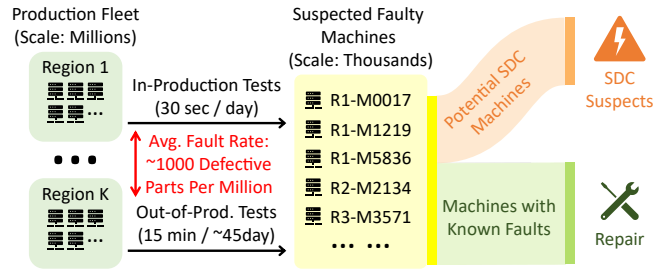 Production Fleet
(Scale: Millions)
Region 1
...
Region K
...
In-Production Tests
(30 sec / day)
Avg. Fault Rate:
~1000 Defective
Parts Per Million
Out-of-Prod. Tests
(15 min / ~45day)
Suspected Faulty
Machines
(Scale: Thousands)
R1-M0017
R1-M1219
R1-M5836
R2-M2134
R3-M3571
... ...
Potential SDC
Machines
SDC
Suspects
Machines with
Known Faults
Repair